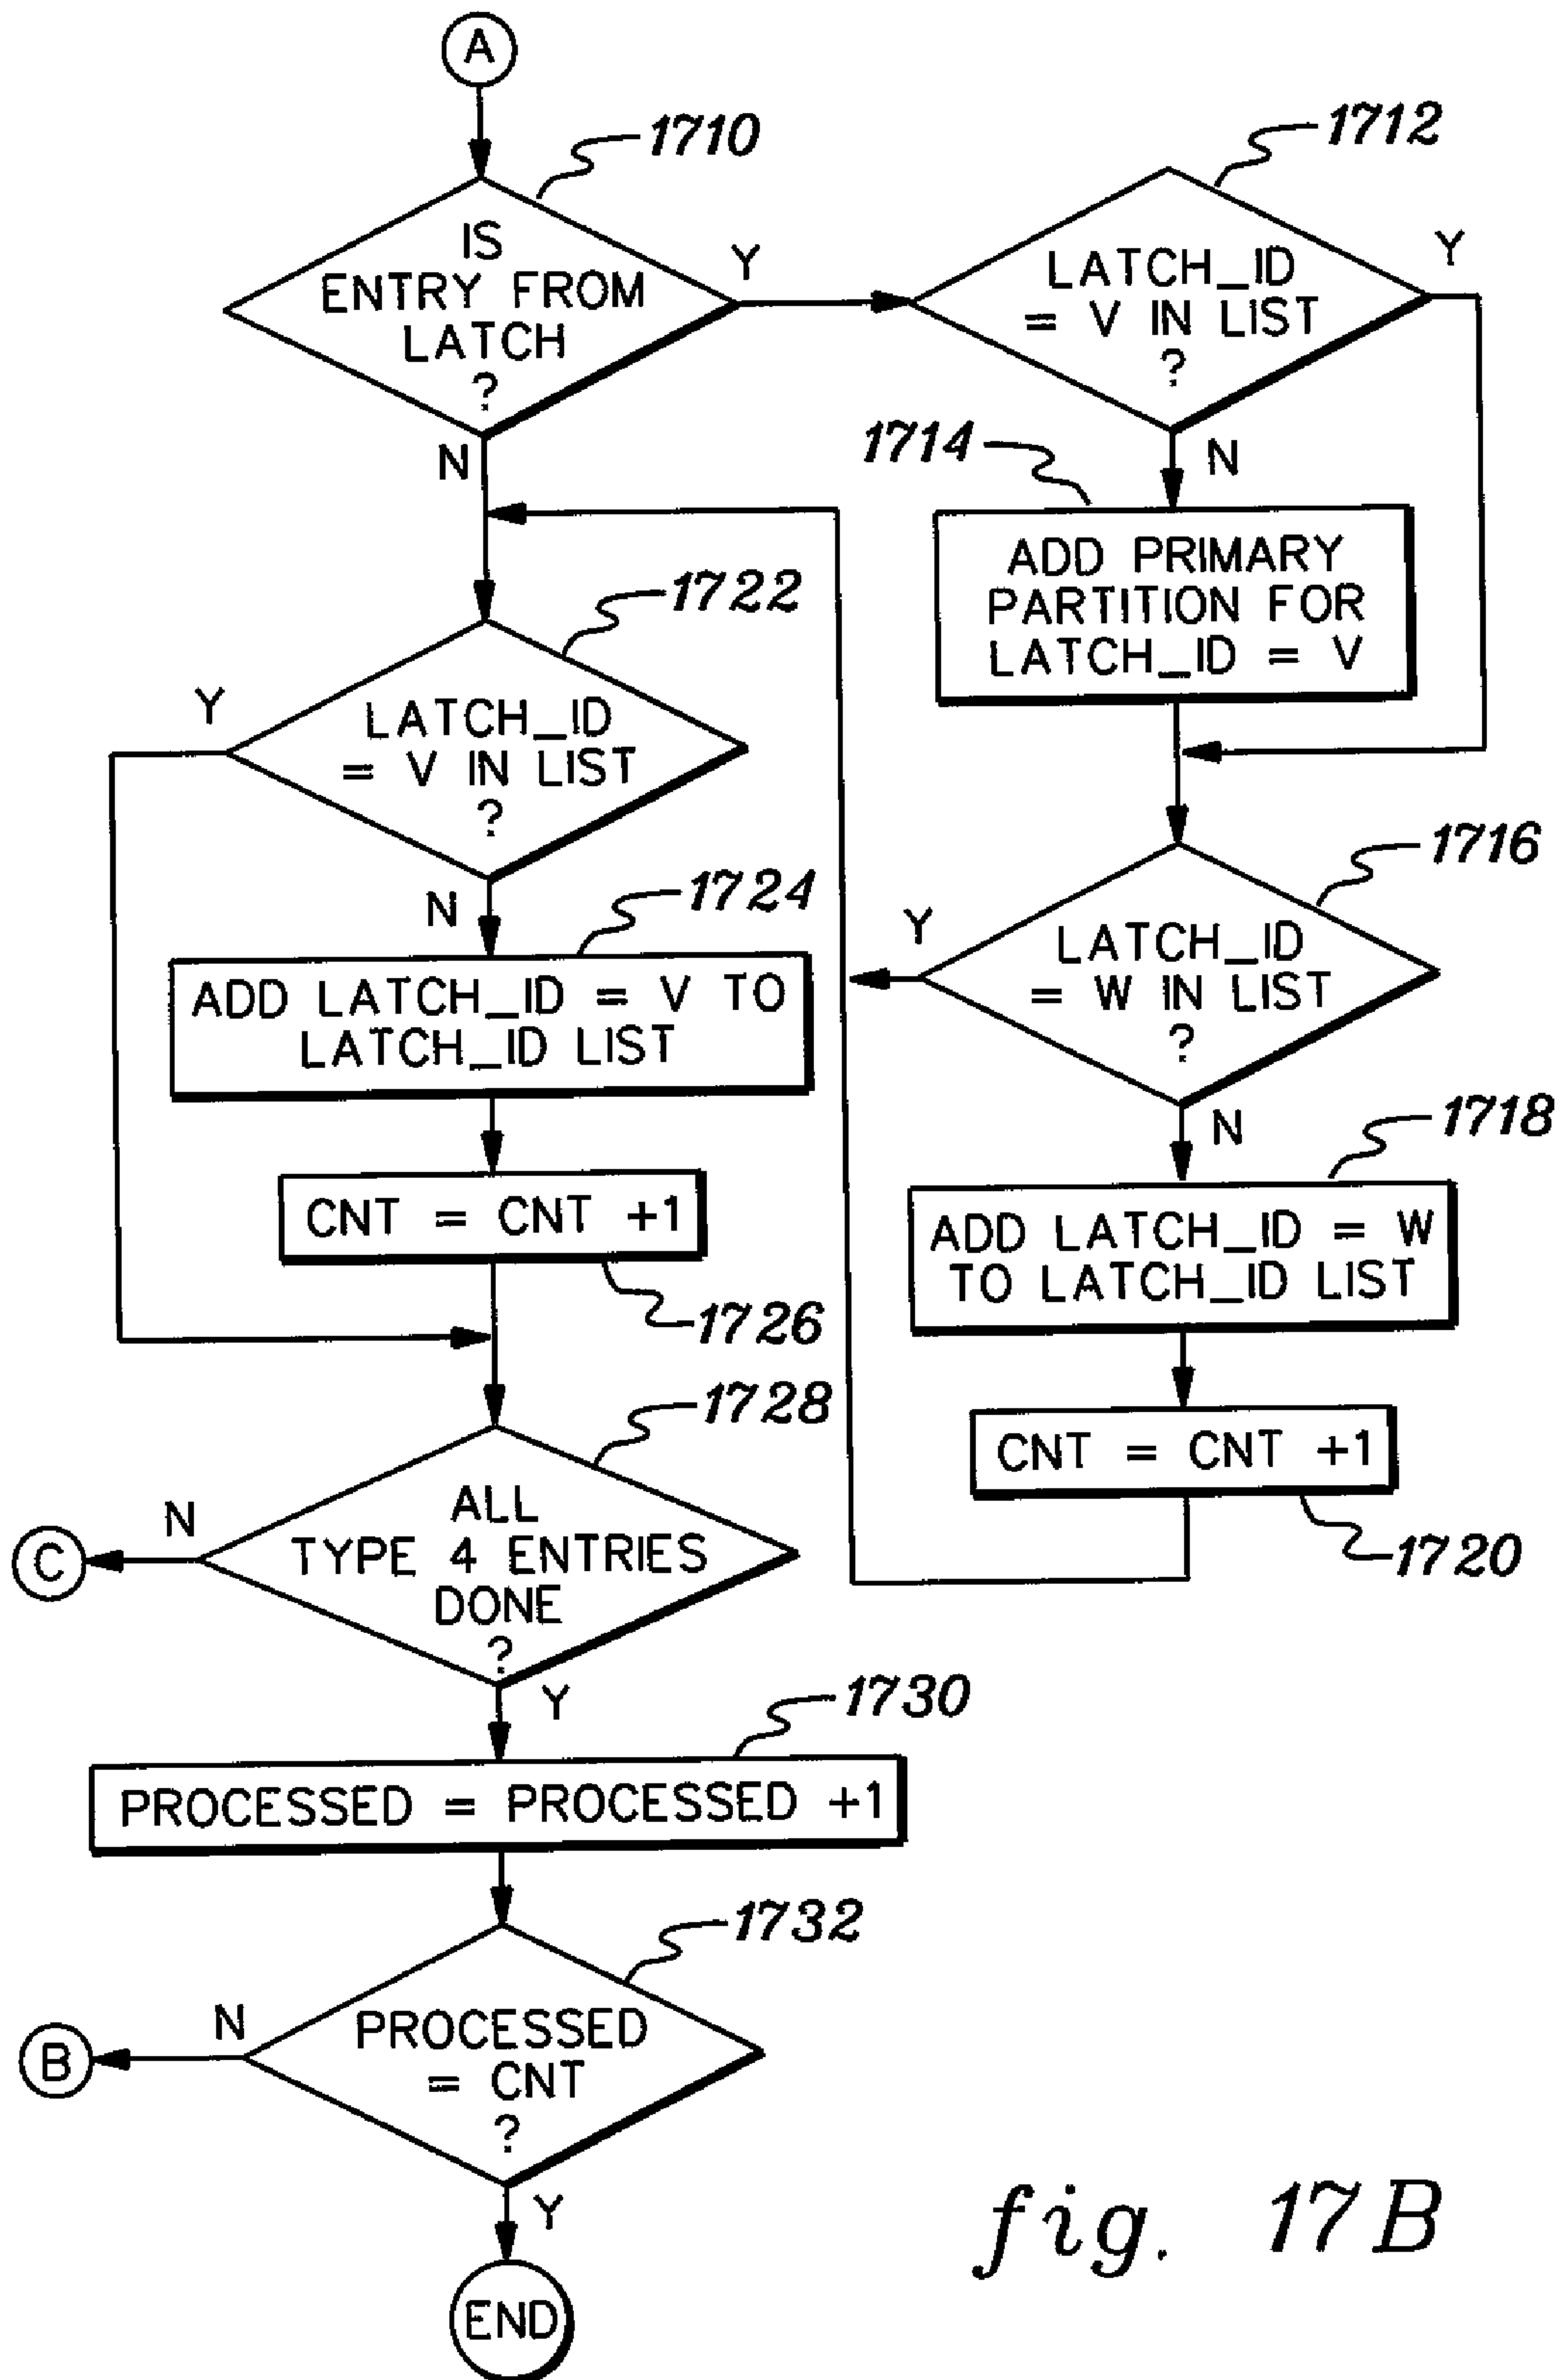 A
1710
IS
ENTRY FROM
LATCH
?
Y
N
1712
LATCH_ID
= V IN LIST
?
Y
N
1714
ADD PRIMARY
PARTITION FOR
LATCH_ID = V
1716
LATCH_ID
= W IN LIST
?
Y
N
1718
ADD LATCH_ID = W
TO LATCH_ID LIST
CNT = CNT +1
1720
1722
LATCH_ID
= V IN LIST
?
Y
N
1724
ADD LATCH_ID = V TO
LATCH_ID LIST
CNT = CNT +1
1726
1728
ALL
TYPE 4 ENTRIES
DONE
?
N
C
Y
1730
PROCESSED = PROCESSED +1
1732
PROCESSED
= CNT
?
N
B
Y
END
fig. 17B